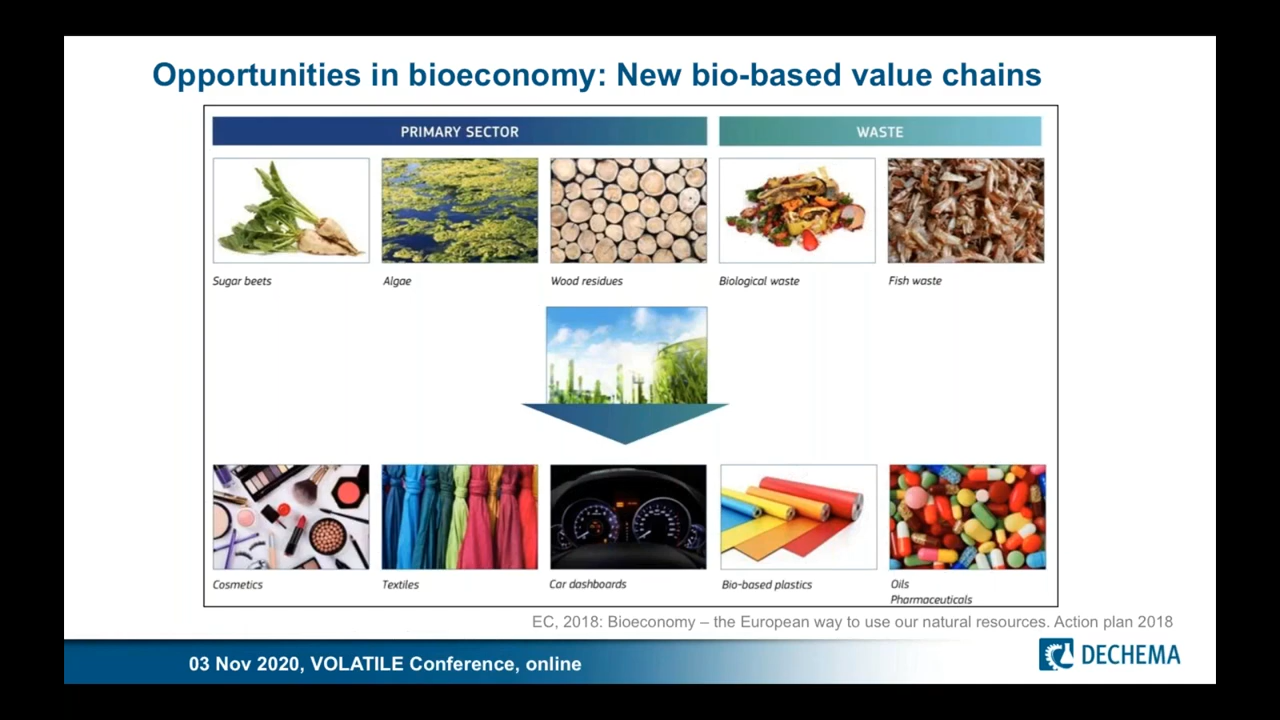 Opportunities in bioeconomy: New bio-based value chains
PRIMARY SECTOR
WASTE
Sugar beets
Algae
Wood residues
Biological waste
Fish waste
Cosmetics
Textiles
Car dashboards
Bio-based plastics
Oils
Pharmaceuticals
EC, 2018: Bioeconomy – the European way to use our natural resources. Action plan 2018
03 Nov 2020, VOLATILE Conference, online
DECHEMA